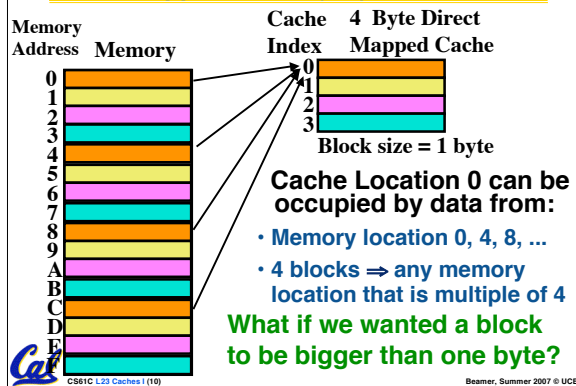 Memory
Address
Memory
0
1
2
3
4
5
6
7
8
9
A
B
C
D
E
F
Cache
Index
4 Byte Direct
Mapped Cache
0
1
2
3
Block size = 1 byte
Cache Location 0 can be
occupied by data from:
• Memory location 0, 4, 8, ...
• 4 blocks ⇒ any memory
location that is multiple of 4
What if we wanted a block
to be bigger than one byte?
Cal
CS61C L23 Caches I (10)
Beamer, Summer 2007 © UCB